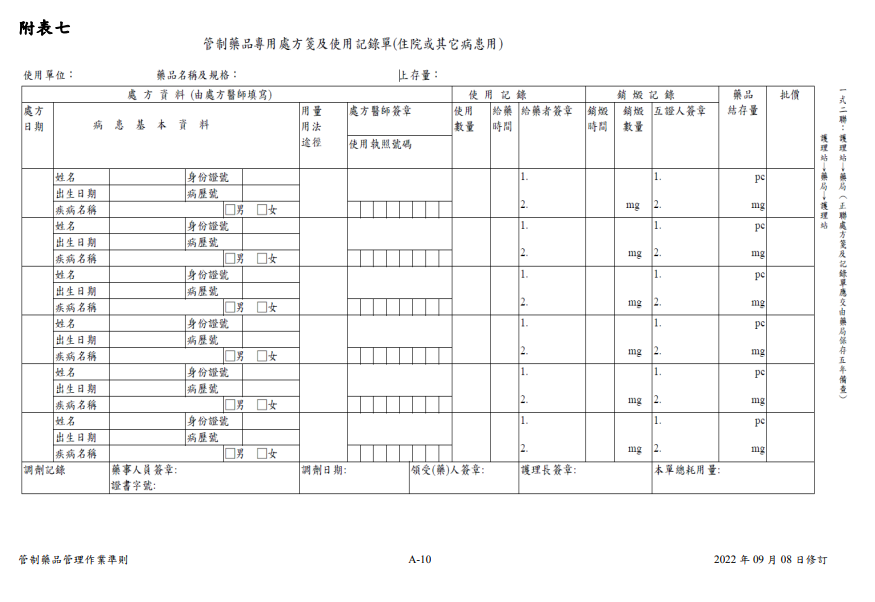 附表七
管制藥品專用處方箋及使用記錄單(住院或其它病患用)
使用單位： 藥品名稱及規格： 上存量：
處 方 資 料 (由處方醫師填寫) 使 用 記 錄 銷 燬 記 錄 藥品結存量 批價
處方日期 病 患 基 本 資 料 用量用法途徑 處方醫師簽章 使用數量 給藥時間 給藥者簽章 銷燬時間 銷燬數量 互證人簽章
使用執照號碼
姓名 身份證號 1. 1. pc
出生日期 病歷號
疾病名稱 □男 □女 2. mg 2. mg
姓名 身份證號 1. 1. pc
出生日期 病歷號
疾病名稱 □男 □女 2. mg 2. mg
姓名 身份證號 1. 1. pc
出生日期 病歷號
疾病名稱 □男 □女 2. mg 2. mg
姓名 身份證號 1. 1. pc
出生日期 病歷號
疾病名稱 □男 □女 2. mg 2. mg
姓名 身份證號 1. 1. pc
出生日期 病歷號
疾病名稱 □男 □女 2. mg 2. mg
姓名 身份證號 1. 1. pc
出生日期 病歷號
疾病名稱 □男 □女 2. mg 2. mg
調劑記錄 藥事人員簽章: 調劑日期: 領受(藥)人簽章: 護理長簽章: 本單總耗用量:
證書字號:
一式二聯：護理站→藥局（正聯處方箋及記錄單應交由藥局保存五年備查）
護理站→藥局→護理站
管制藥品管理作業準則 A-10 2022 年 09 月 08 日修訂